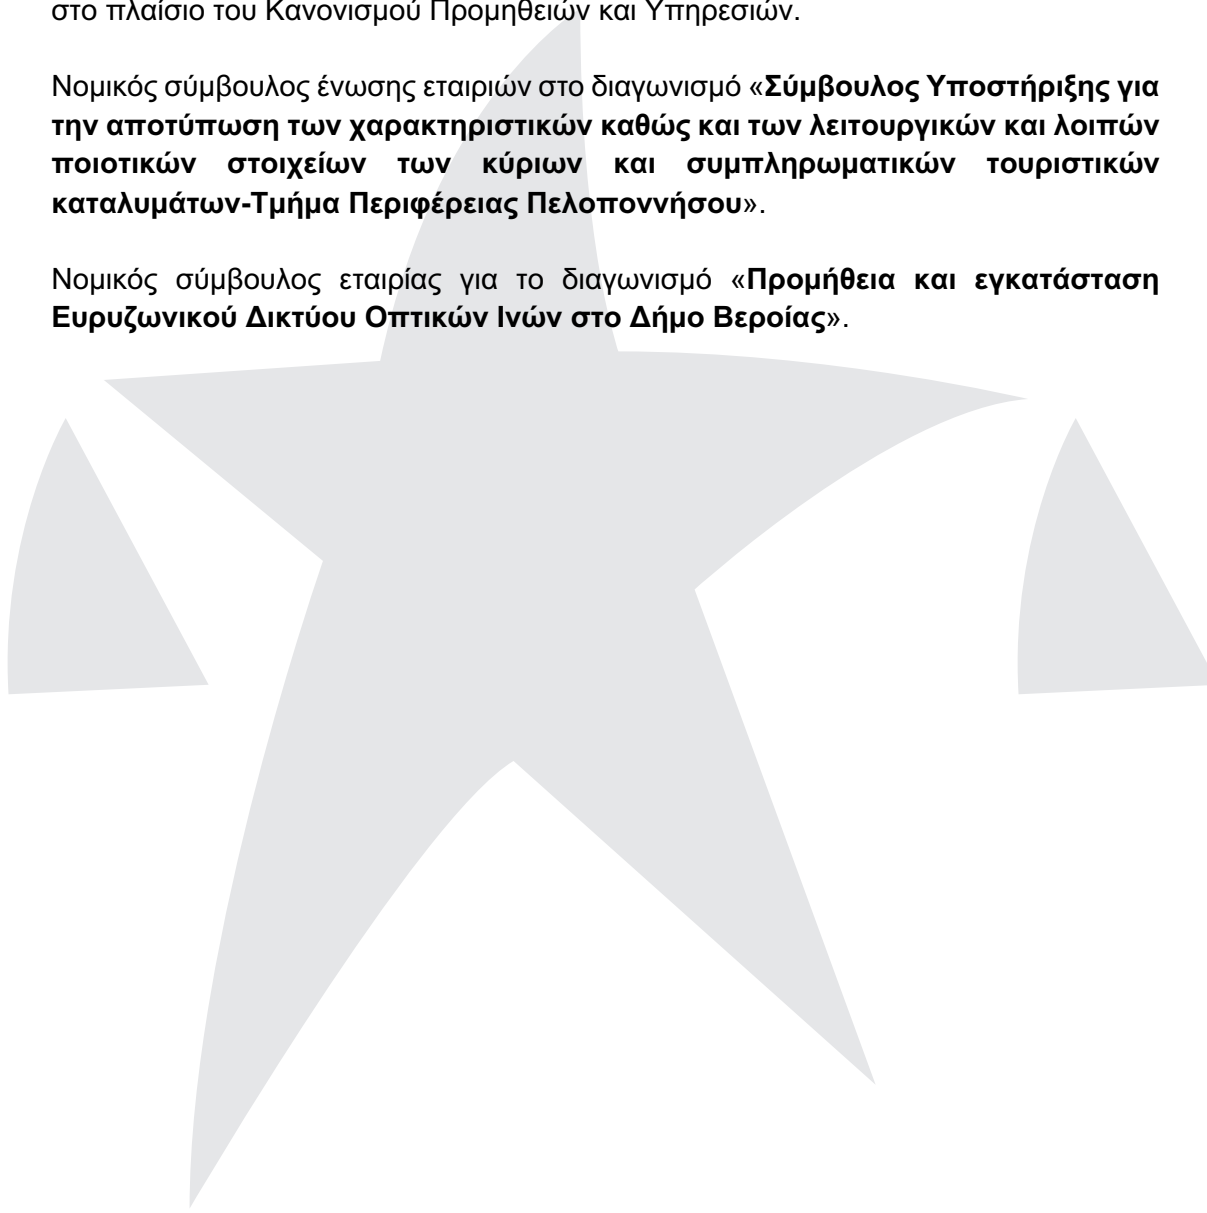 στο πλαίσιο του Κανονισμού Προμηθειών και Υπηρεσιών.
Νομικός σύμβουλος ένωσης εταιριών στο διαγωνισμό «Σύμβουλος Υποστήριξης για
την αποτύπωση των χαρακτηριστικών καθώς και των λειτουργικών και λοιπών
ποιοτικών στοιχείων των κύριων και συμπληρωματικών τουριστικών
καταλυμάτων-Τμήμα Περιφέρειας Πελοποννήσου».
Νομικός σύμβουλος εταιρίας για το διαγωνισμό «Προμήθεια και εγκατάσταση
Ευρυζωνικού Δικτύου Οπτικών Ινών στο Δήμο Βεροίας».